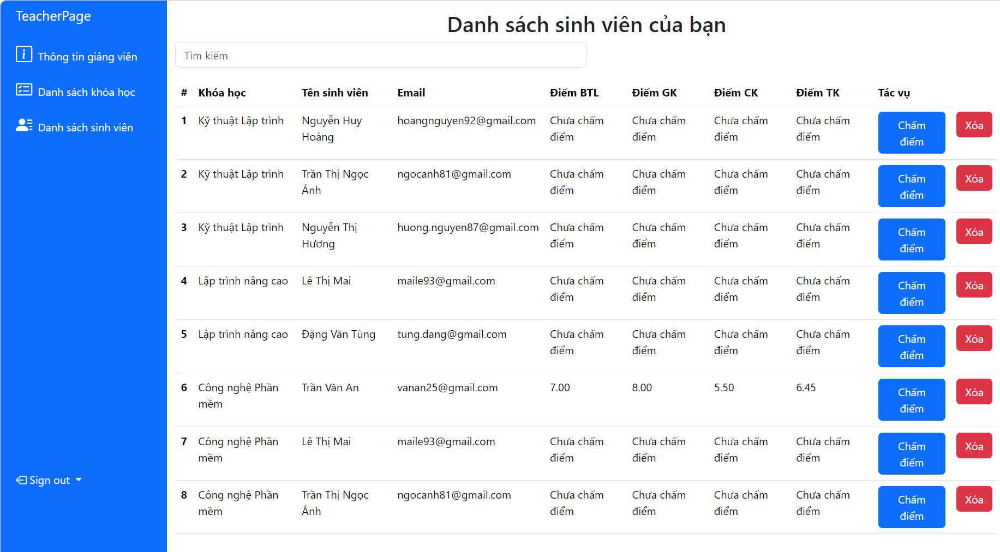 TeacherPage
Thông tin giảng viên
Danh sách khóa học
Danh sách sinh viên
Sign out
Danh sách sinh viên của bạn
Tìm kiếm
# Khóa học Tên sinh viên Email Điểm BTL Điểm GK Điểm CK Điểm TK Tác vụ
1 Kỹ thuật Lập trình Nguyễn Huy hoangnguyen92@gmail.com Chưa chấm Chưa chấm Chưa chấm Chưa chấm Chấm Xóa
Hoàng điểm điểm điểm điểm điểm
2 Kỹ thuật Lập trình Trần Thị Ngọc ngocanh81@gmail.com Chưa chấm Chưa chấm Chưa chấm Chưa chấm Chấm Xóa
Ánh điểm điểm điểm điểm điểm
3 Kỹ thuật Lập trình Nguyễn Thị huong.nguyen87@gmail.com Chưa chấm Chưa chấm Chưa chấm Chưa chấm Chấm Xóa
Hương điểm điểm điểm điểm điểm
4 Lập trình nâng cao Lê Thị Mai maile93@gmail.com Chưa chấm Chưa chấm Chưa chấm Chưa chấm Chấm Xóa
điểm điểm điểm điểm điểm
5 Lập trình nâng cao Đặng Văn Tùng tung.dang@gmail.com Chưa chấm Chưa chấm Chưa chấm Chưa chấm Chấm Xóa
điểm điểm điểm điểm điểm
6 Công nghệ Phần Trần Văn An vanan25@gmail.com 7.00 8.00 5.50 6.45 Chấm Xóa
mềm điểm
7 Công nghệ Phần Lê Thị Mai maile93@gmail.com Chưa chấm Chưa chấm Chưa chấm Chưa chấm Chấm Xóa
mềm điểm điểm điểm điểm điểm
8 Công nghệ Phần Trần Thị Ngọc ngocanh81@gmail.com Chưa chấm Chưa chấm Chưa chấm Chưa chấm Chấm Xóa
mềm Ánh điểm điểm điểm điểm điểm